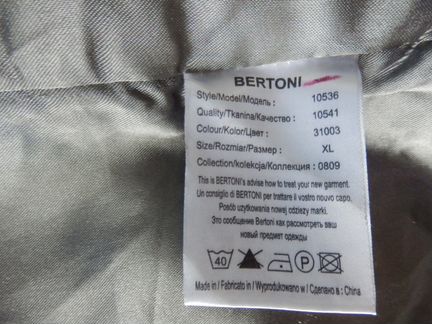 BERTONI
Style/Model/Модель : 10536
Quality/Tkanina/Качество : 10541
Colour/Kolor/Цвет : 31003
Size/Rozmiar/Размер : XL
Collection/kolekcja/Коллекция : 0809
This is BERTONI's advise how to treat your new garment.
Un consiglio di BERTONI per trattare il vostro nuovo capo.
Posób uzytkowania nowej odziezy marki.
Это сообщение Bertoni как рассмотреть ваш
новый предмет одежды
40 P
Made in / Fabricato in / Wyprodukowano w / Сделано в : China